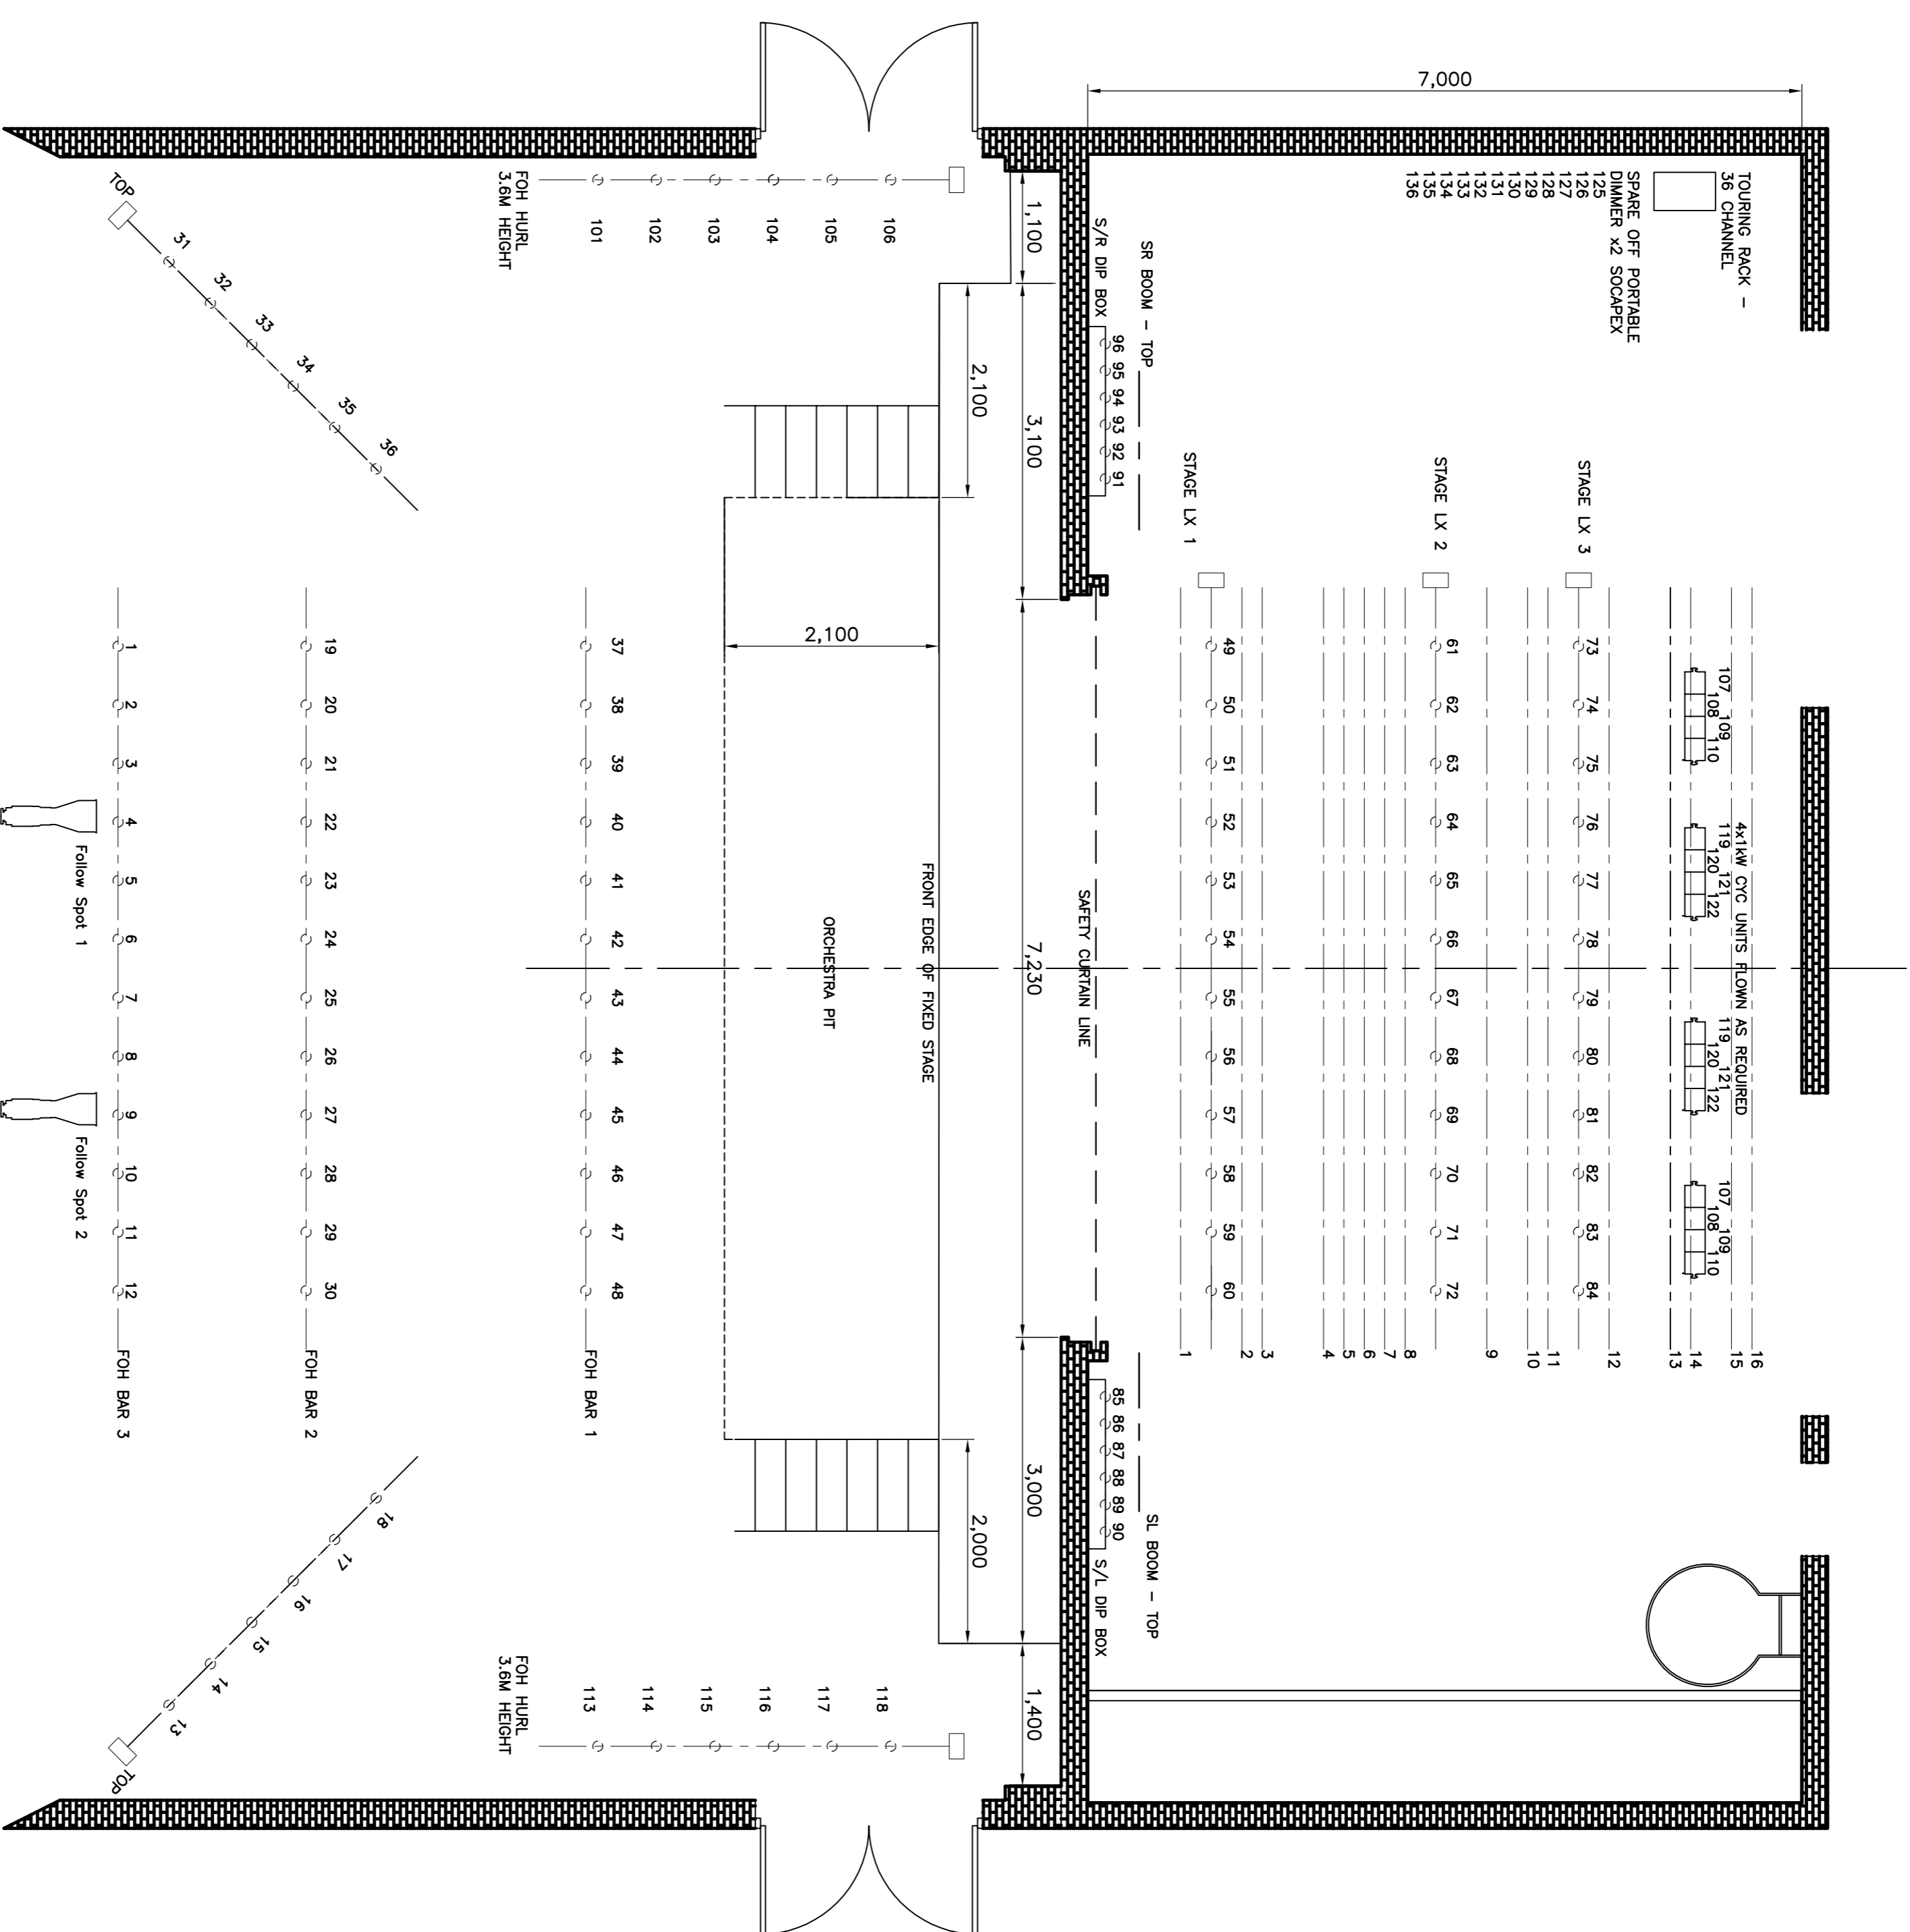 7,000
TOURING RACK –
36 CHANNEL
SPARE OFF PORTABLE
DIMMER x2 SOCAPEX
125
126
127
128
129
130
131
132
133
134
135
136
4x1kW CYC UNITS FLOWN AS REQUIRED
107
108
109
110
119
120
121
122
119
120
121
122
107
108
109
110
16
15
14
13
STAGE LX 3
73 74 75 76 77 78 79 80 81 82 83 84
12
11
10
9
STAGE LX 2
61 62 63 64 65 66 67 68 69 70 71 72
8
7
6
5
4
3
2
STAGE LX 1
49 50 51 52 53 54 55 56 57 58 59 60
1
SR BOOM – TOP
SL BOOM – TOP
S/R DIP BOX
96 95 94 93 92 91
85 86 87 88 89 90
S/L DIP BOX
SAFETY CURTAIN LINE
1,100
3,100
7,230
3,000
1,400
2,100
2,000
FRONT EDGE OF FIXED STAGE
2,100
ORCHESTRA PIT
106
105
104
103
102
101
FOH HURL
3.6M HEIGHT
118
117
116
115
114
113
FOH HURL
3.6M HEIGHT
37 38 39 40 41 42 43 44 45 46 47 48
FOH BAR 1
19 20 21 22 23 24 25 26 27 28 29 30
FOH BAR 2
1 2 3 4 5 6 7 8 9 10 11 12
FOH BAR 3
TOP
31
32
33
34
35
36
18
17
16
15
14
13
TOP
Follow Spot 1
Follow Spot 2